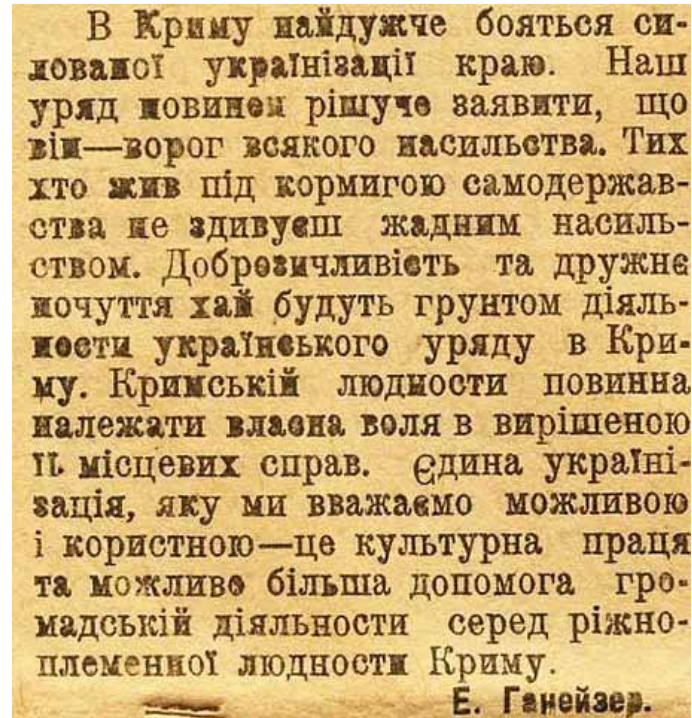 В Криму найдужче бояться си-
лованої українізації краю. Наш
уряд повинен рішуче заявити, що
він—ворог всякого насильства. Тих
хто жив під кормигою самодержав-
ства не здивуєш жадним насиль-
ством. Доброзичливість та дружнє
почуття хай будуть грунтом діяль-
ности українського уряду в Кри-
му. Кримській людности повинна
належати власна воля в вирішеною
її місцевих справ. Єдина україні-
зація, яку ми вважаємо можливою
і користною—це культурна праця
та можливо більша допомога гро-
мадській діяльности серед ріжно-
племенної людности Криму.
Е. Ганейзер.